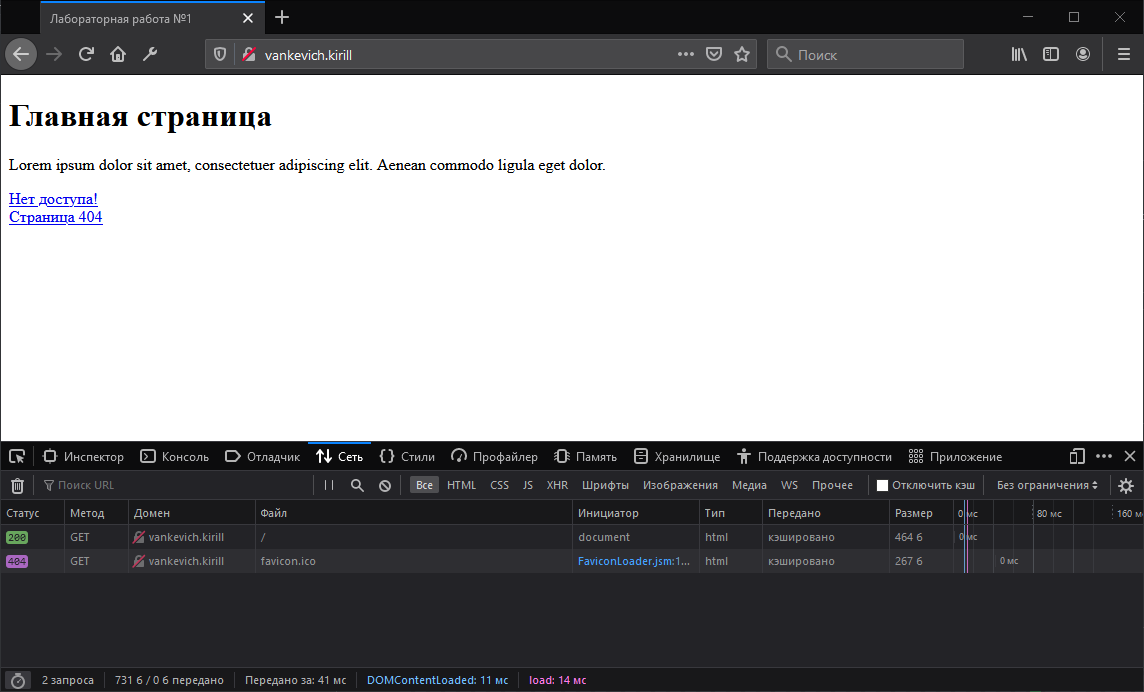 Лабораторная работа №1
vankevich.kirill
Поиск
Главная страница
Lorem ipsum dolor sit amet, consectetuer adipiscing elit. Aenean commodo ligula eget dolor.
Нет доступа!
Страница 404
Инспектор Консоль Отладчик Сеть Стили Профайлер Память Хранилище Поддержка доступности Приложение
Поиск URL Все HTML CSS JS XHR Шрифты Изображения Медиа WS Прочее Отключить кэш Без ограничения
Статус Метод Домен Файл Инициатор Тип Передано Размер 0 мс 80 мс 160 м
200 GET vankevich.kirill / document html кэшировано 464 б 0 мс
404 GET vankevich.kirill favicon.ico FaviconLoader.jsm:1... html кэшировано 267 б 0 мс
2 запроса 731 б / 0 б передано Передано за: 41 мс DOMContentLoaded: 11 мс load: 14 мс